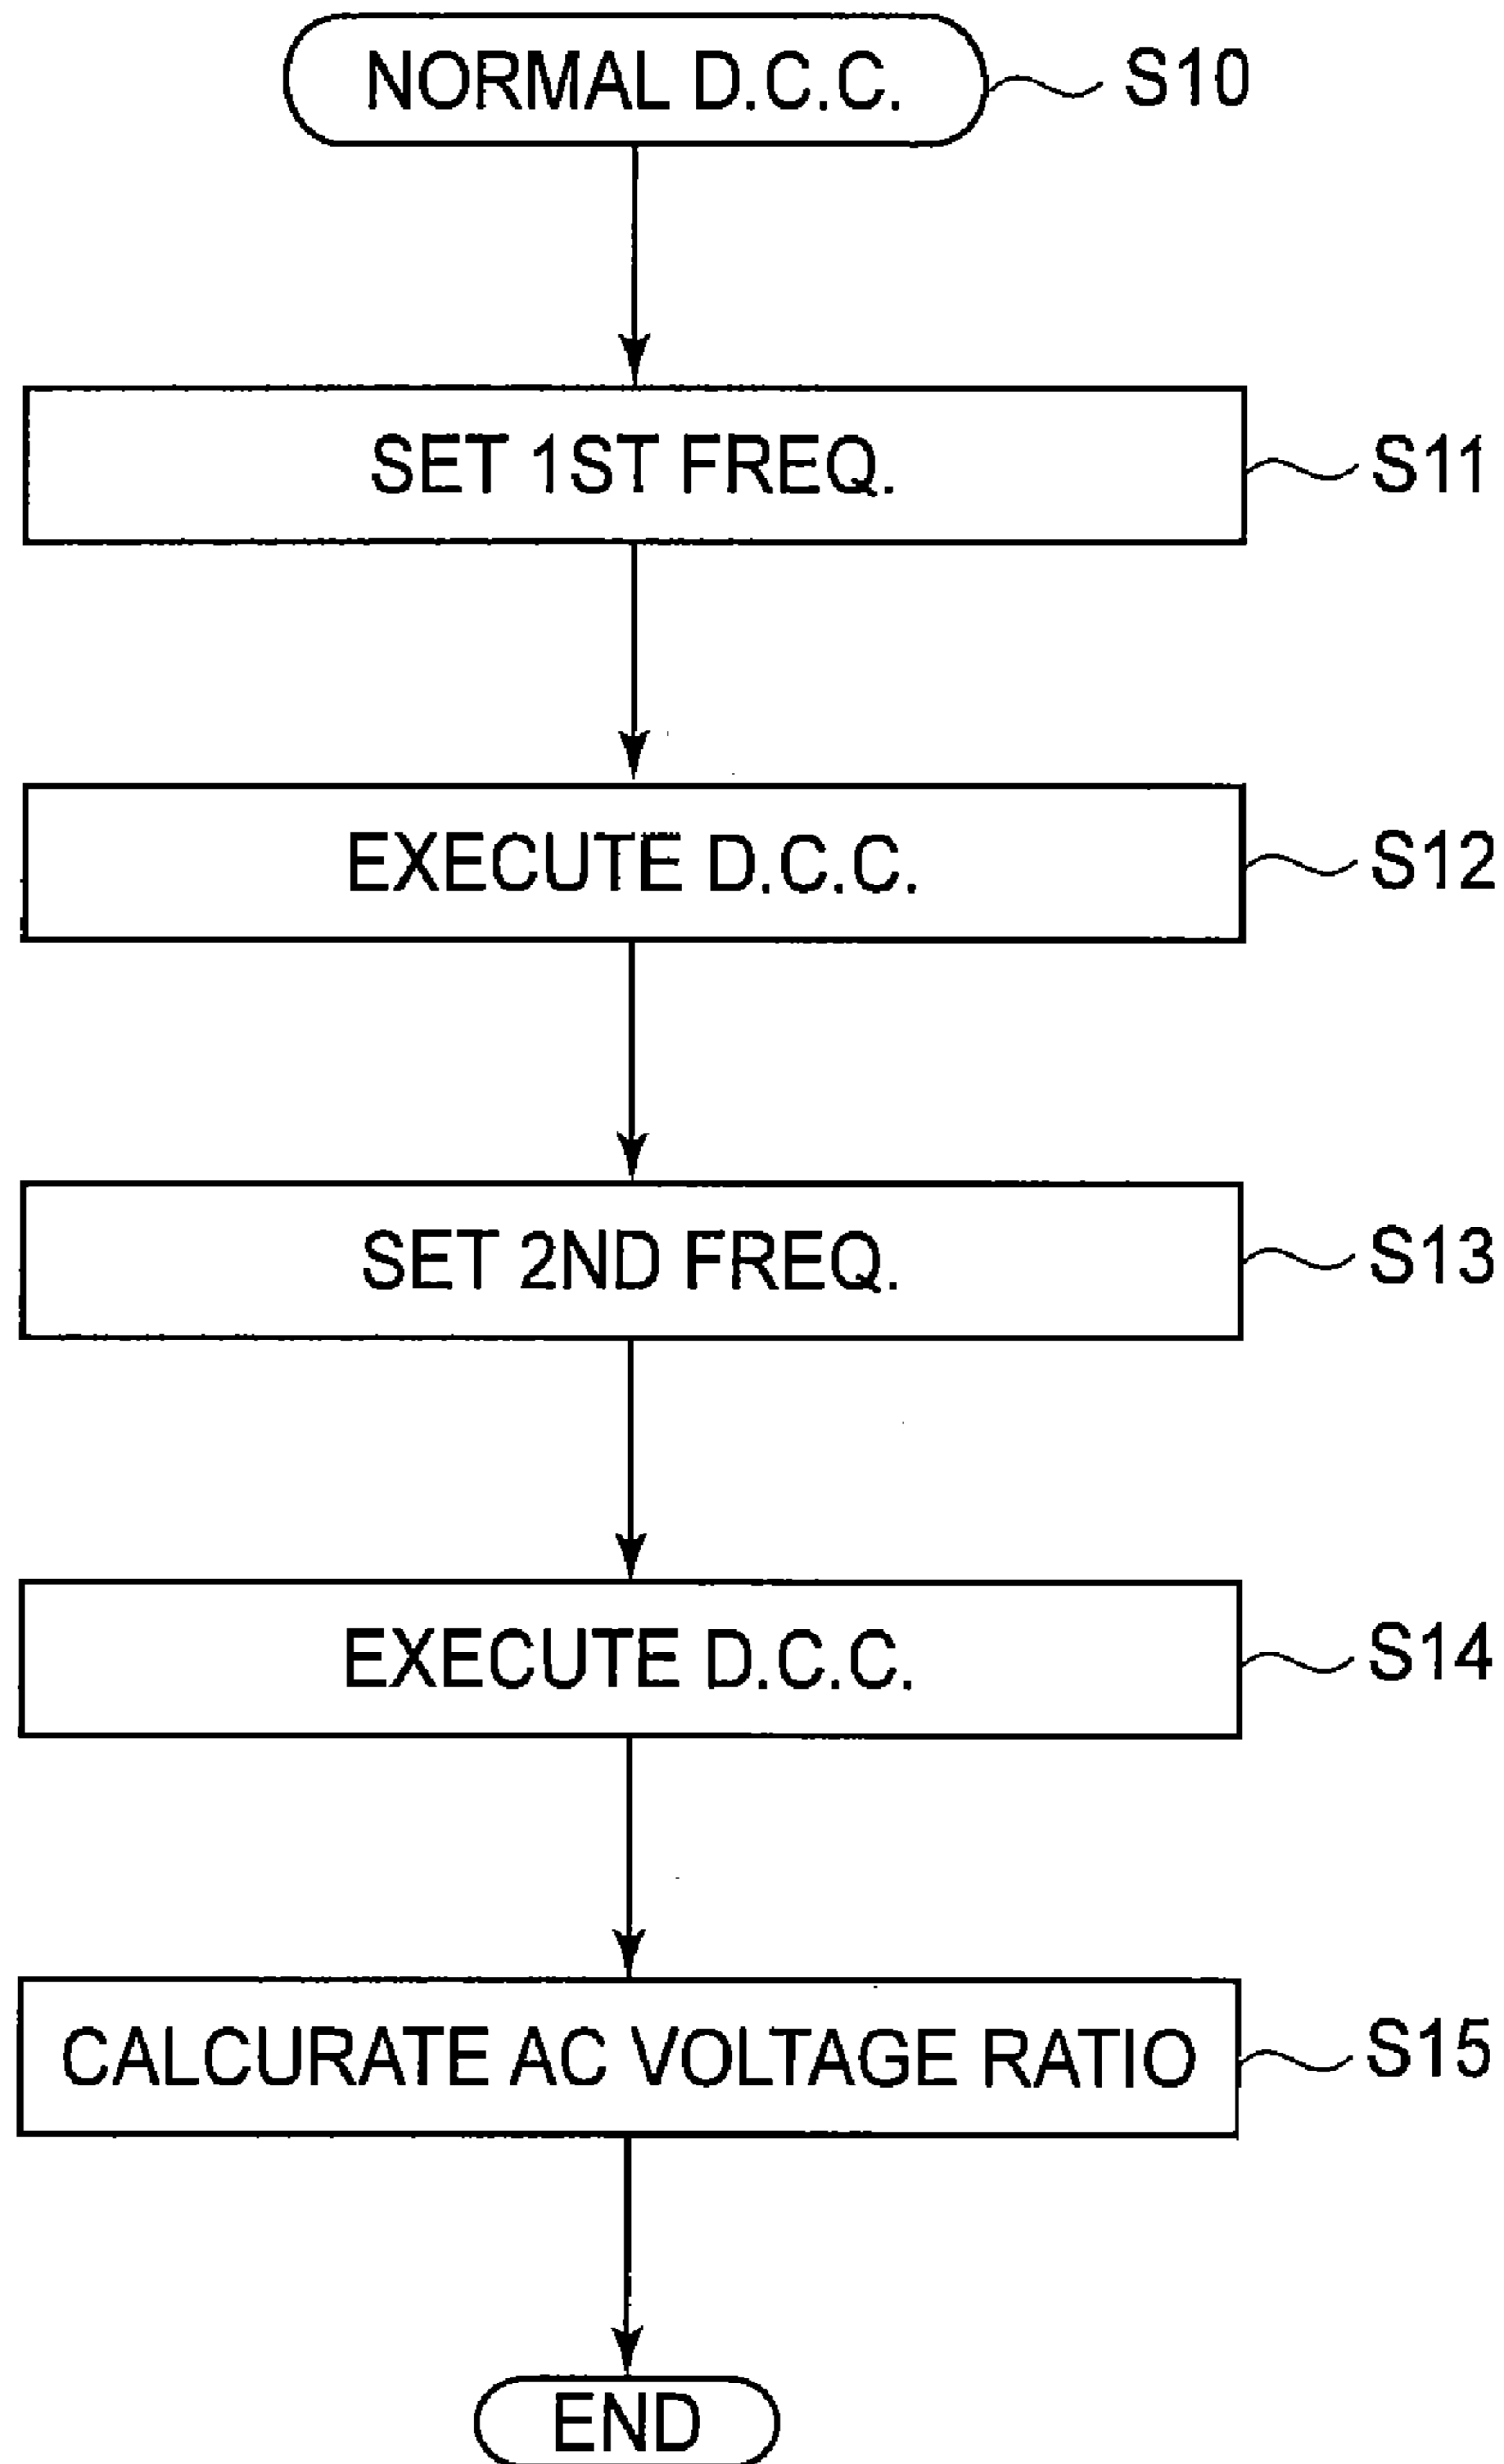 NORMAL D.C.C. S10
SET 1ST FREQ. S11
EXECUTE D.C.C. S12
SET 2ND FREQ. S13
EXECUTE D.C.C. S14
CALCURATE AC VOLTAGE RATIO S15
END